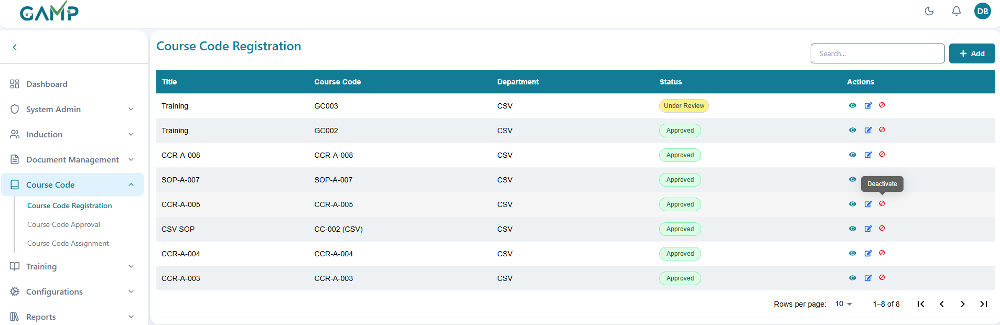 GAMP
DB
Course Code Registration
Search...
+ Add
Dashboard
System Admin
Induction
Document Management
Course Code
Course Code Registration
Course Code Approval
Course Code Assignment
Training
Configurations
Reports
Title Course Code Department Status Actions
Training GC003 CSV Under Review
Training GC002 CSV Approved
CCR-A-008 CCR-A-008 CSV Approved
SOP-A-007 SOP-A-007 CSV Approved
Deactivate
CCR-A-005 CCR-A-005 CSV Approved
CSV SOP CC-002 (CSV) CSV Approved
CCR-A-004 CCR-A-004 CSV Approved
CCR-A-003 CCR-A-003 CSV Approved
Rows per page: 10 1–8 of 8